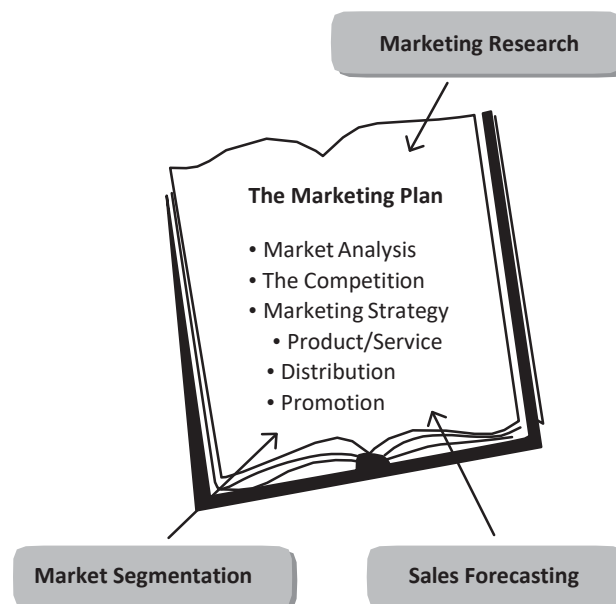 Marketing Research
The Marketing Plan
• Market Analysis
• The Competition
• Marketing Strategy
• Product/Service
• Distribution
• Promotion
Market Segmentation
Sales Forecasting